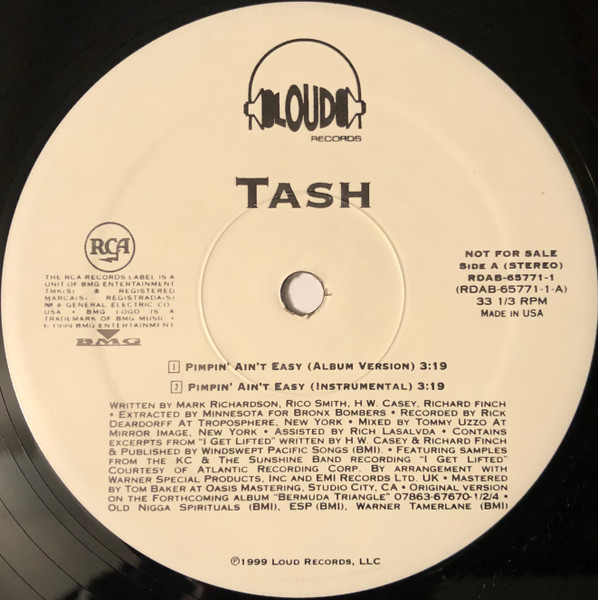 LOUD
RECORDS
TASH
RCA
THE RCA RECORDS LABEL IS A
UNIT OF BMG ENTERTAINMENT
TMK(S) ® REGISTERED
MARCA(S) REGISTRADA(S)
GENERAL ELECTRIC CO.
USA • BMG LOGO IS A
TRADEMARK OF BMG MUSIC •
© 1999 BMG ENTERTAINMENT
BMG
NOT FOR SALE
SIDE A (STEREO)
RDAB-65771-1
(RDAB-65771-1-A)
33 1/3 RPM
MADE IN USA
1 PIMPIN' AIN'T EASY (ALBUM VERSION) 3:19
2 PIMPIN' AIN'T EASY (INSTRUMENTAL) 3:19
WRITTEN BY MARK RICHARDSON, RICO SMITH, H.W. CASEY, RICHARD FINCH
• EXTRACTED BY MINNESOTA FOR BRONX BOMBERS • RECORDED BY RICK
DEARDORFF AT TROPOSHERE, NEW YORK • MIXED BY TOMMY UZZO AT
MIRROR IMAGE, NEW YORK • ASSISTED BY RICH LASALVDA • CONTAINS
EXCERPTS FROM "I GET LIFTED" WRITTEN BY H.W. CASEY & RICHARD FINCH
& PUBLISHED BY WINDSWEPT PACIFIC SONGS (BMI). • FEATURING SAMPLES
FROM THE KC & THE SUNSHINE BAND RECORDING "I GET LIFTED"
COURTESY OF ATLANTIC RECORDING CORP. BY ARRANGEMENT WITH
WARNER SPECIAL PRODUCTS, INC AND EMI RECORDS LTD. UK • MASTERED
BY TOM BAKER AT OASIS MASTERING, STUDIO CITY, CA • ORIGINAL VERSION
ON THE FORTHCOMING ALBUM "BERMUDA TRIANGLE" 07863-67670-1/2/4 •
OLD NIGGA SPIRITUALS (BMI), ESP (BMI), WARNER TAMERLANE (BMI)
℗1999 LOUD RECORDS, LLC